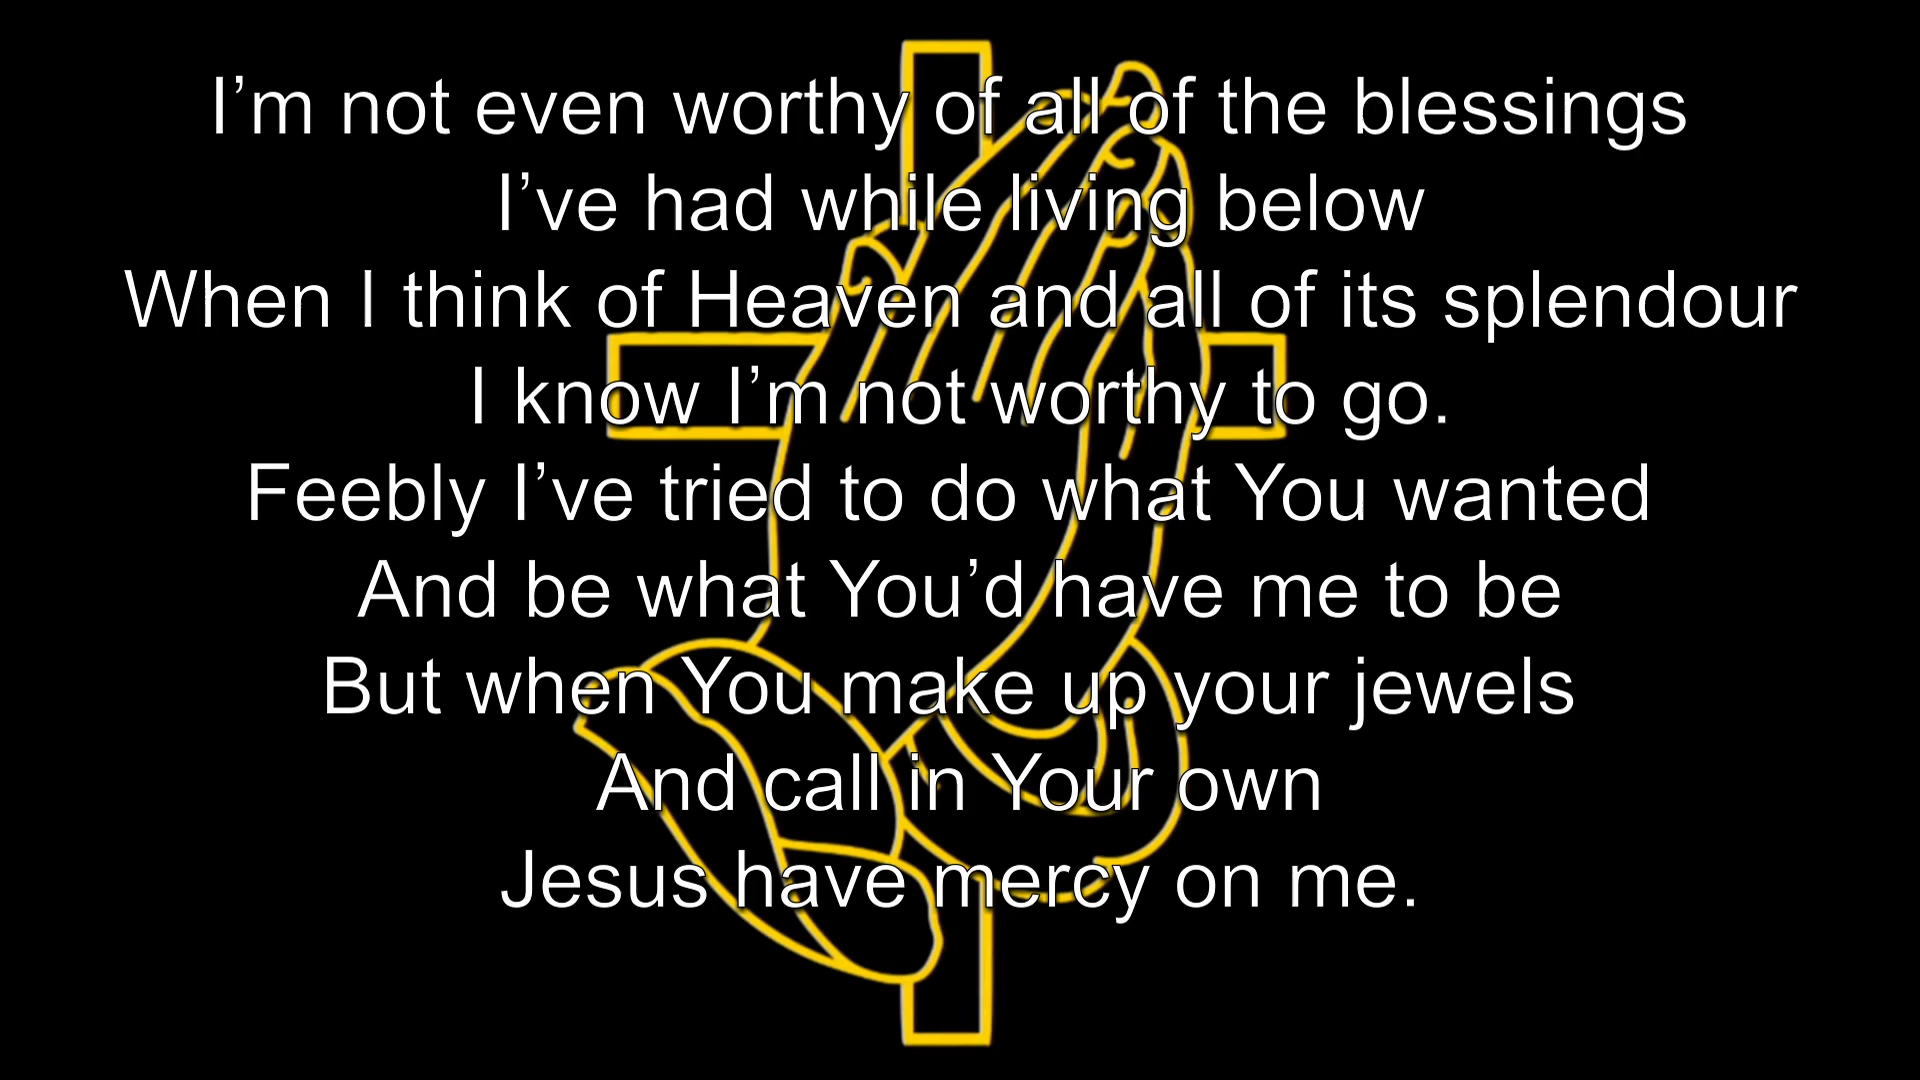 I’m not even worthy of all of the blessings
I’ve had while living below
When I think of Heaven and all of its splendour
I know I’m not worthy to go.
Feebly I’ve tried to do what You wanted
And be what You’d have me to be
But when You make up your jewels
And call in Your own
Jesus have mercy on me.